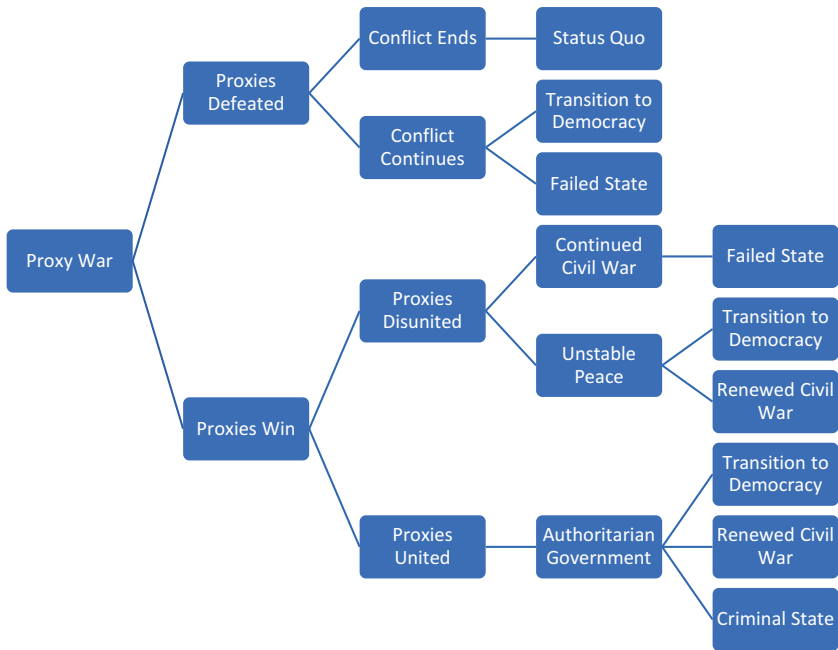 Proxy War
Proxies
Defeated
Conflict Ends
Status Quo
Conflict
Continues
Transition to
Democracy
Failed State
Proxies Win
Proxies
Disunited
Continued
Civil War
Failed State
Unstable
Peace
Transition to
Democracy
Renewed Civil
War
Proxies
United
Authoritarian
Government
Transition to
Democracy
Renewed Civil
War
Criminal State